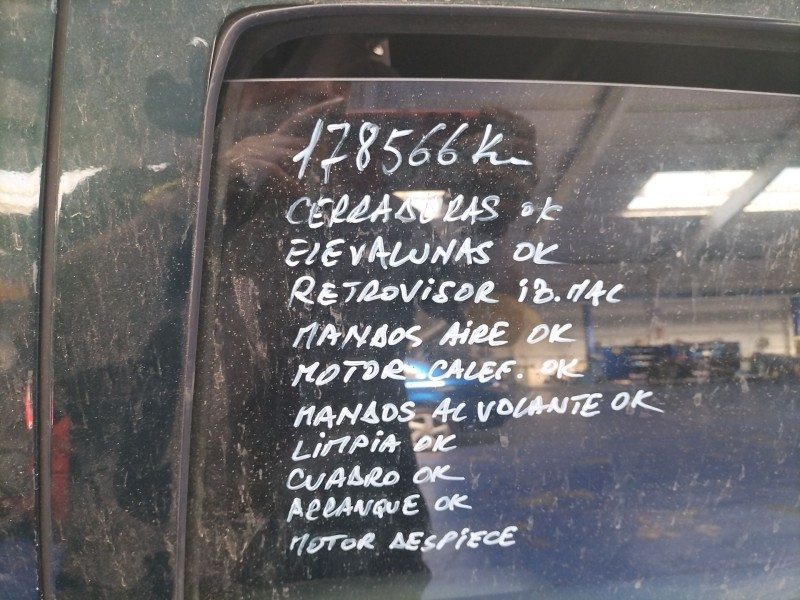 178566 Km
CERRADURAS OK
ELEVALUNAS OK
RETROVISOR IZ. MAL
MANDOS AIRE OK
MOTOR CALEF. OK
MANDOS AL VOLANTE OK
LIMPIA OK
CUADRO OK
ARRANQUE OK
MOTOR DESPIECE